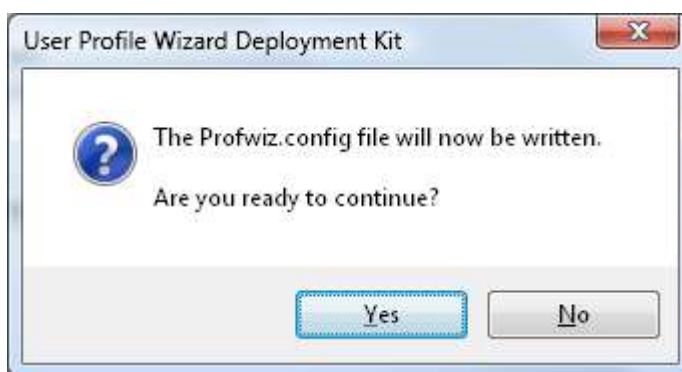 User Profile Wizard Deployment Kit
The Profwiz.config file will now be written.
Are you ready to continue?
Yes
No